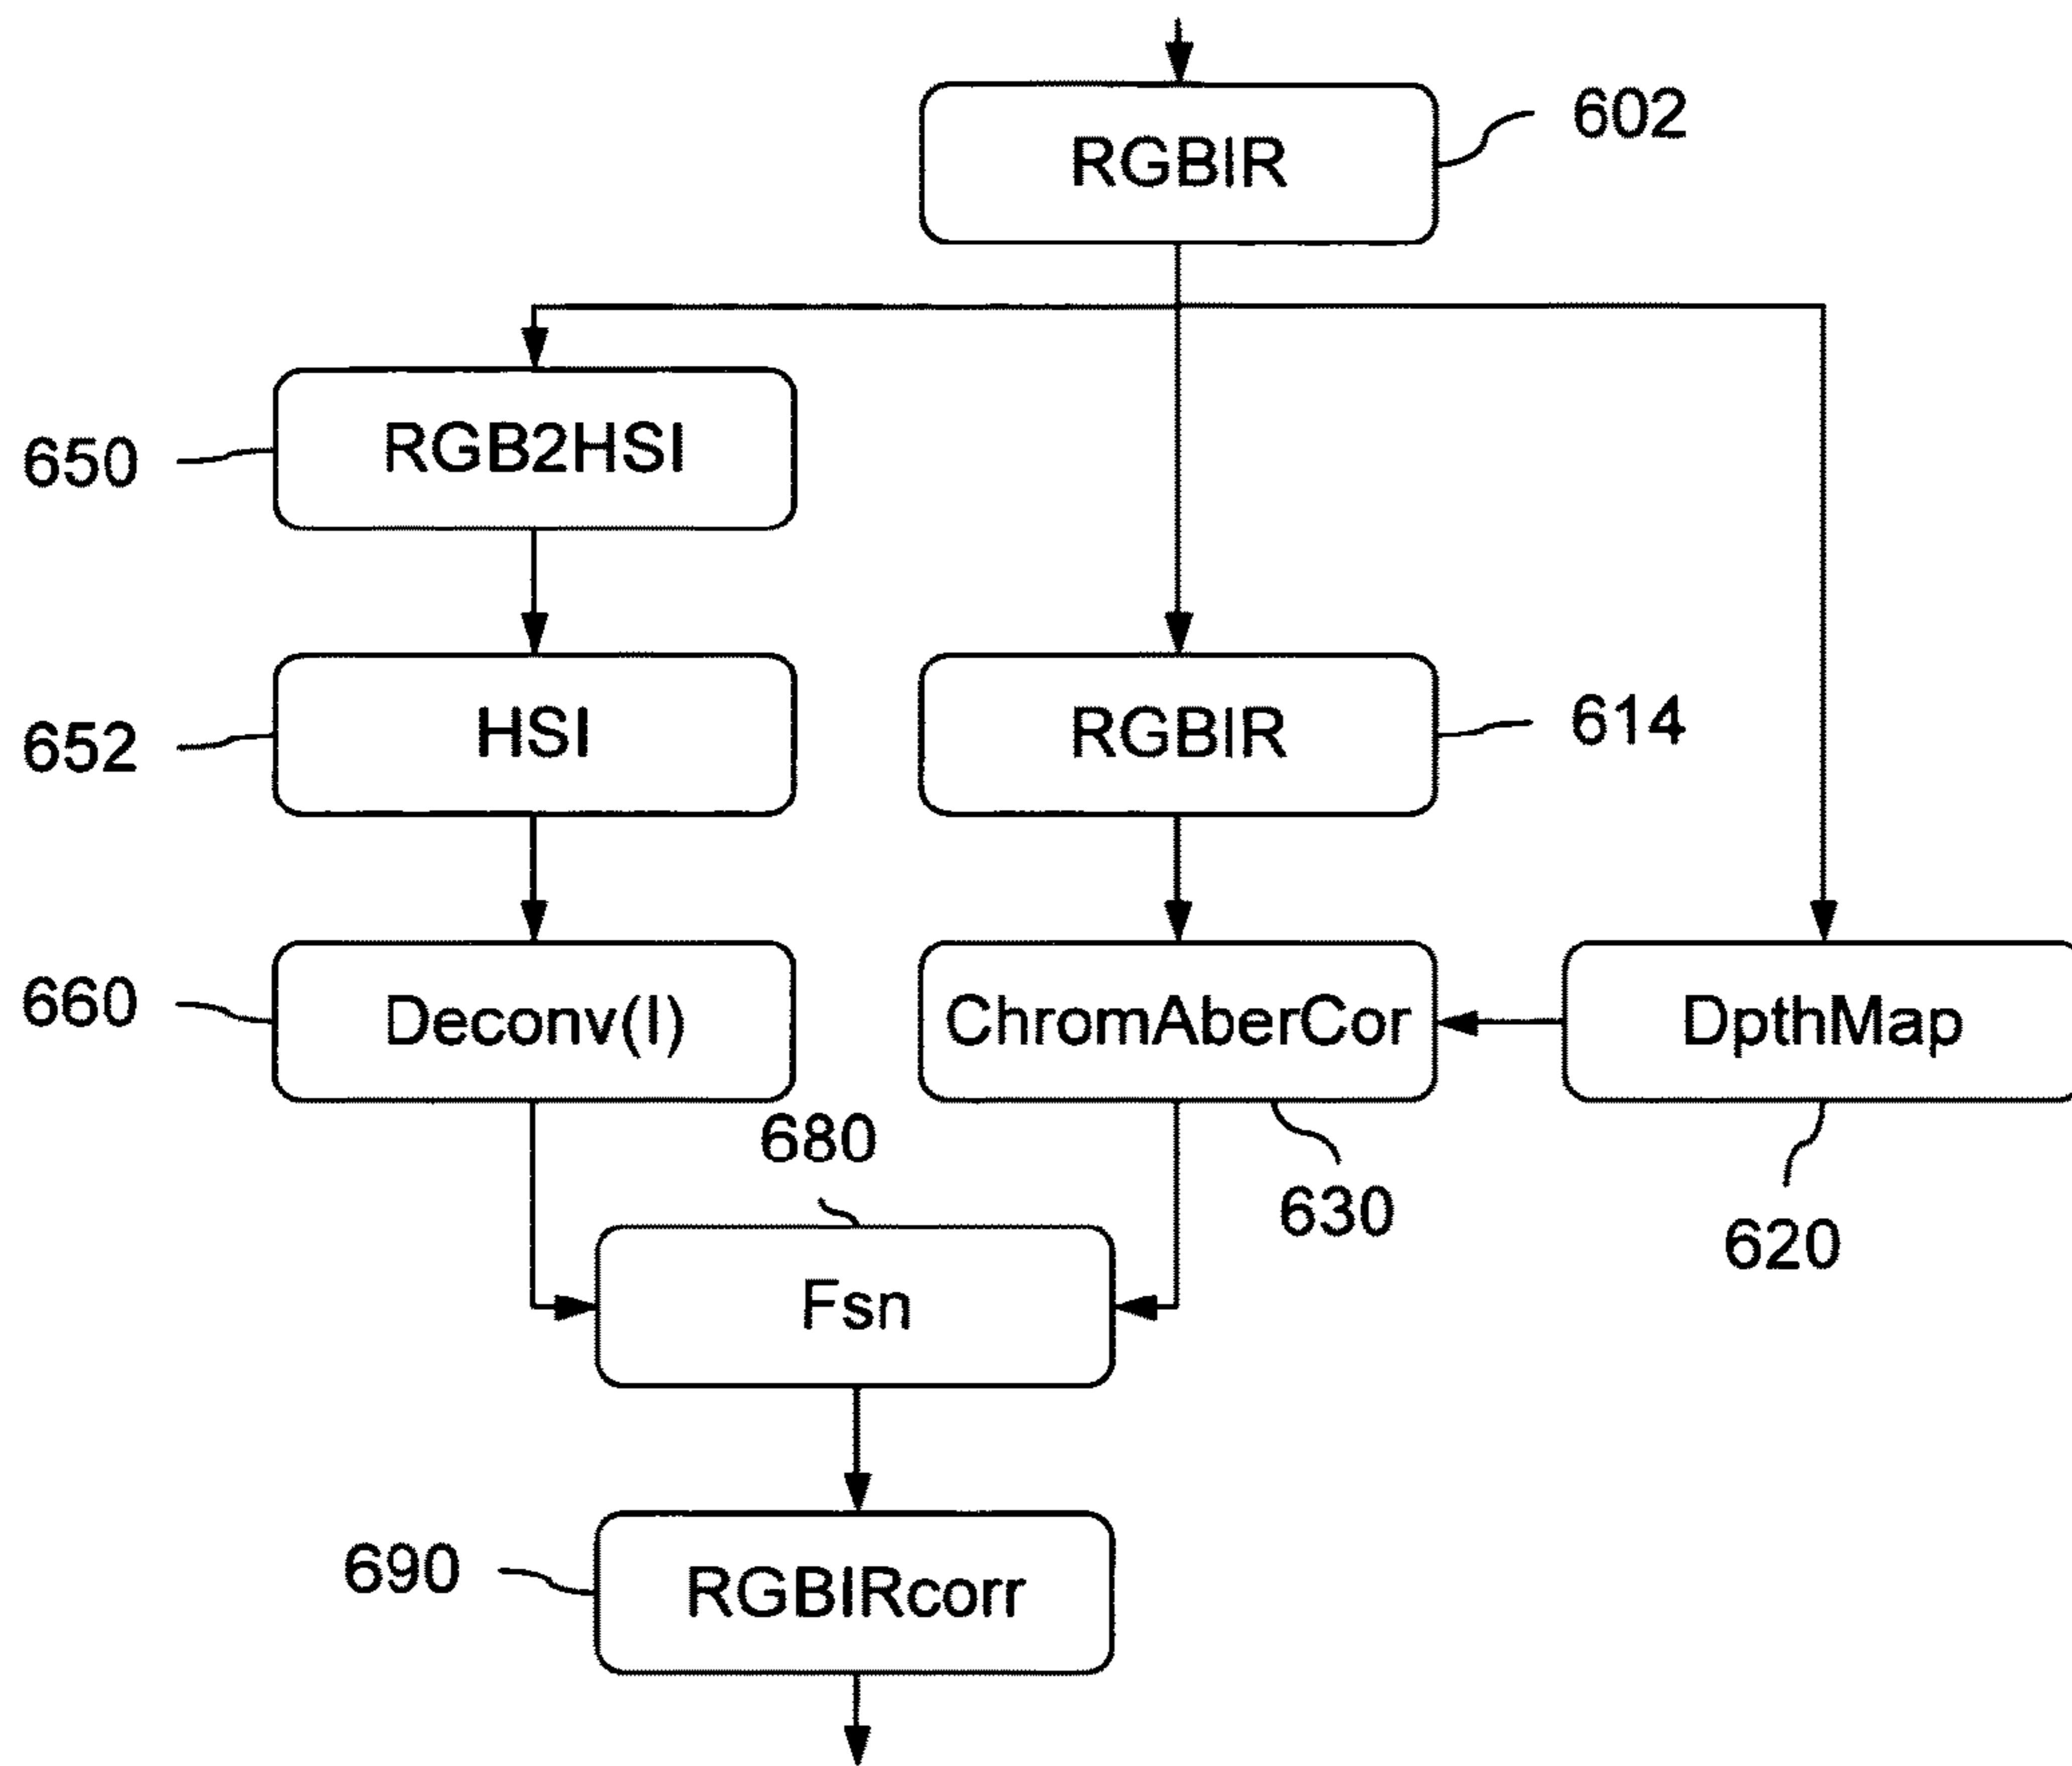 RGBIR
602
RGB2HSI
650
HSI
652
RGBIR
614
Deconv(I)
660
ChromAberCor
630
DpthMap
620
680
Fsn
RGBIRcorr
690